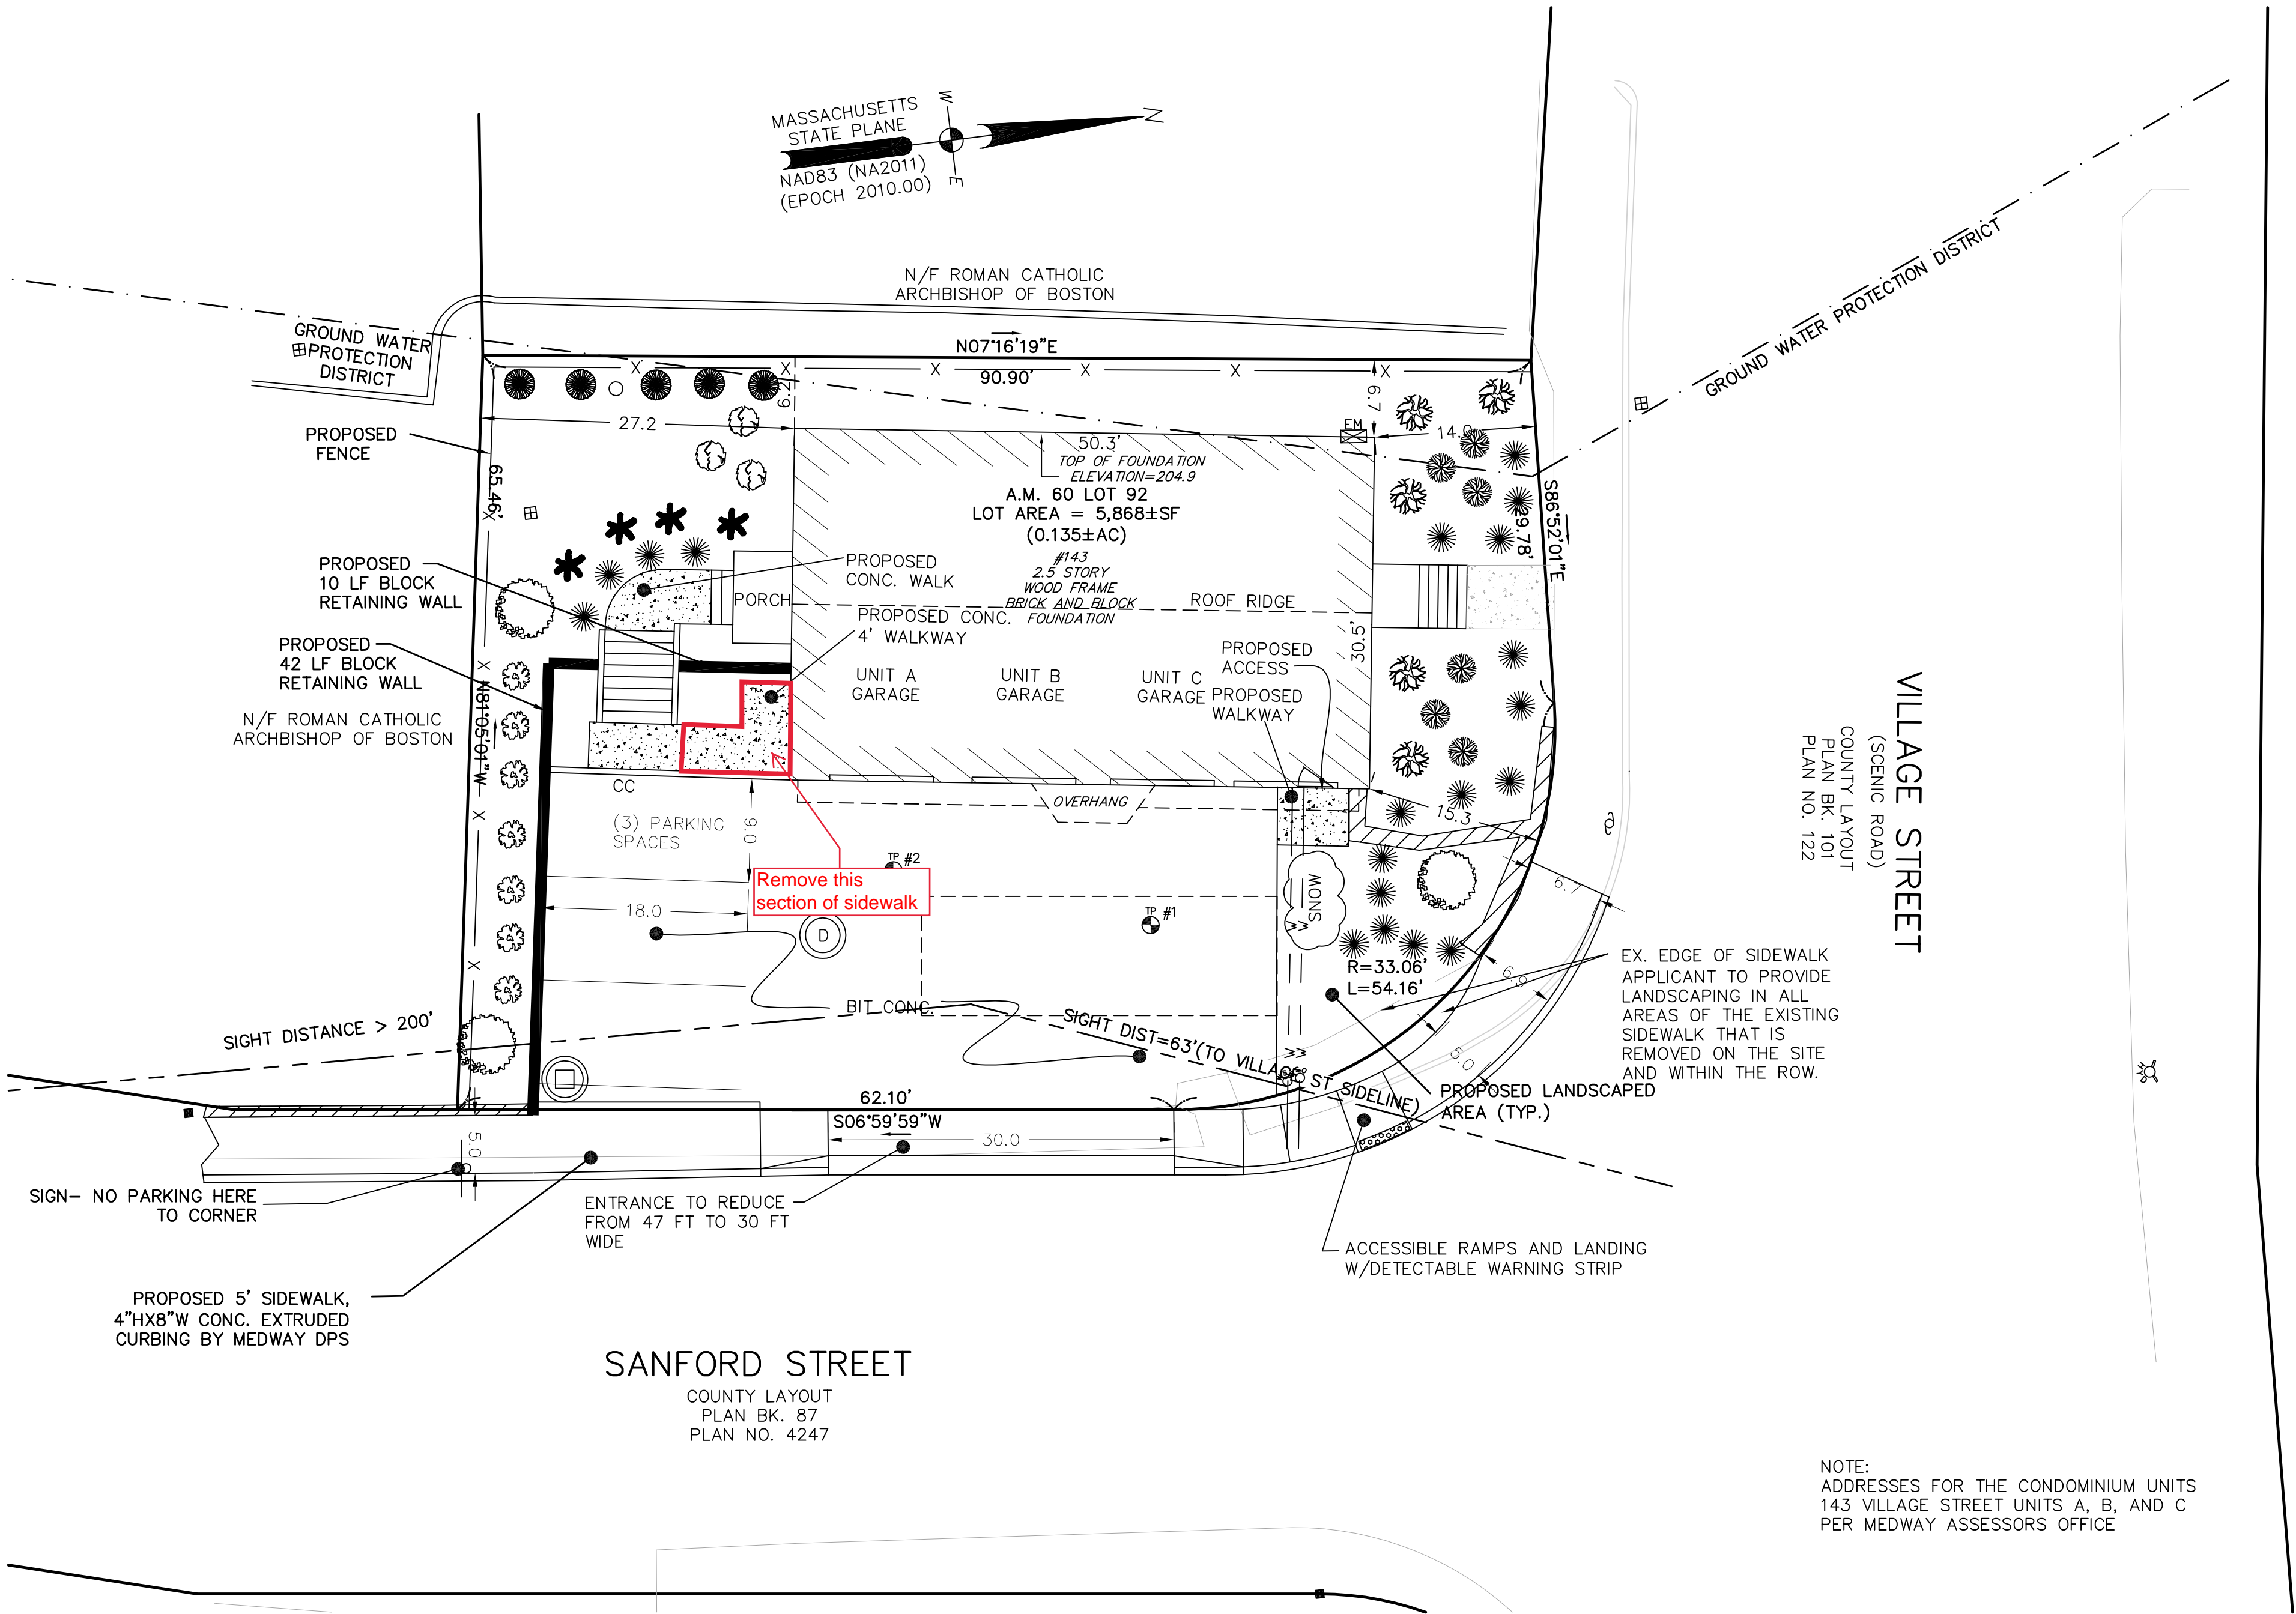 MASSACHUSETTS
STATE PLANE
NAD83 (NA2011)
(EPOCH 2010.00)
W
E
N
N/F ROMAN CATHOLIC
ARCHBISHOP OF BOSTON
GROUND WATER
PROTECTION
DISTRICT
GROUND WATER PROTECTION DISTRICT
N07°16'19"E
90.90'
27.2
6.7
14.0
EM
50.3'
TOP OF FOUNDATION
ELEVATION=204.9
A.M. 60 LOT 92
LOT AREA = 5,868±SF
(0.135±AC)
#143
2.5 STORY
WOOD FRAME
BRICK AND BLOCK
FOUNDATION
ROOF RIDGE
30.5'
PROPOSED
FENCE
65.46'
N81°05'01"W
S86°52'01"E
29.78'
PROPOSED
10 LF BLOCK
RETAINING WALL
PROPOSED
42 LF BLOCK
RETAINING WALL
N/F ROMAN CATHOLIC
ARCHBISHOP OF BOSTON
PROPOSED
CONC. WALK
PORCH
PROPOSED CONC.
4' WALKWAY
UNIT A
GARAGE
UNIT B
GARAGE
UNIT C
GARAGE
PROPOSED
ACCESS
PROPOSED
WALKWAY
CC
(3) PARKING
SPACES
9.0
18.0
OVERHANG
15.3
TP #2
TP #1
Remove this
section of sidewalk
D
SNOW
BIT CONC.
R=33.06'
L=54.16'
6.7
6.9
5.0
SIGHT DISTANCE > 200'
SIGHT DIST=63'(TO VILLAGE ST SIDELINE)
EX. EDGE OF SIDEWALK
APPLICANT TO PROVIDE
LANDSCAPING IN ALL
AREAS OF THE EXISTING
SIDEWALK THAT IS
REMOVED ON THE SITE
AND WITHIN THE ROW.
PROPOSED LANDSCAPED
AREA (TYP.)
62.10'
S06°59'59"W
30.0
5.0
SIGN– NO PARKING HERE
TO CORNER
ENTRANCE TO REDUCE
FROM 47 FT TO 30 FT
WIDE
ACCESSIBLE RAMPS AND LANDING
W/DETECTABLE WARNING STRIP
PROPOSED 5' SIDEWALK,
4"HX8"W CONC. EXTRUDED
CURBING BY MEDWAY DPS
SANFORD STREET
COUNTY LAYOUT
PLAN BK. 87
PLAN NO. 4247
VILLAGE STREET
(SCENIC ROAD)
COUNTY LAYOUT
PLAN BK. 101
PLAN NO. 122
NOTE:
ADDRESSES FOR THE CONDOMINIUM UNITS
143 VILLAGE STREET UNITS A, B, AND C
PER MEDWAY ASSESSORS OFFICE